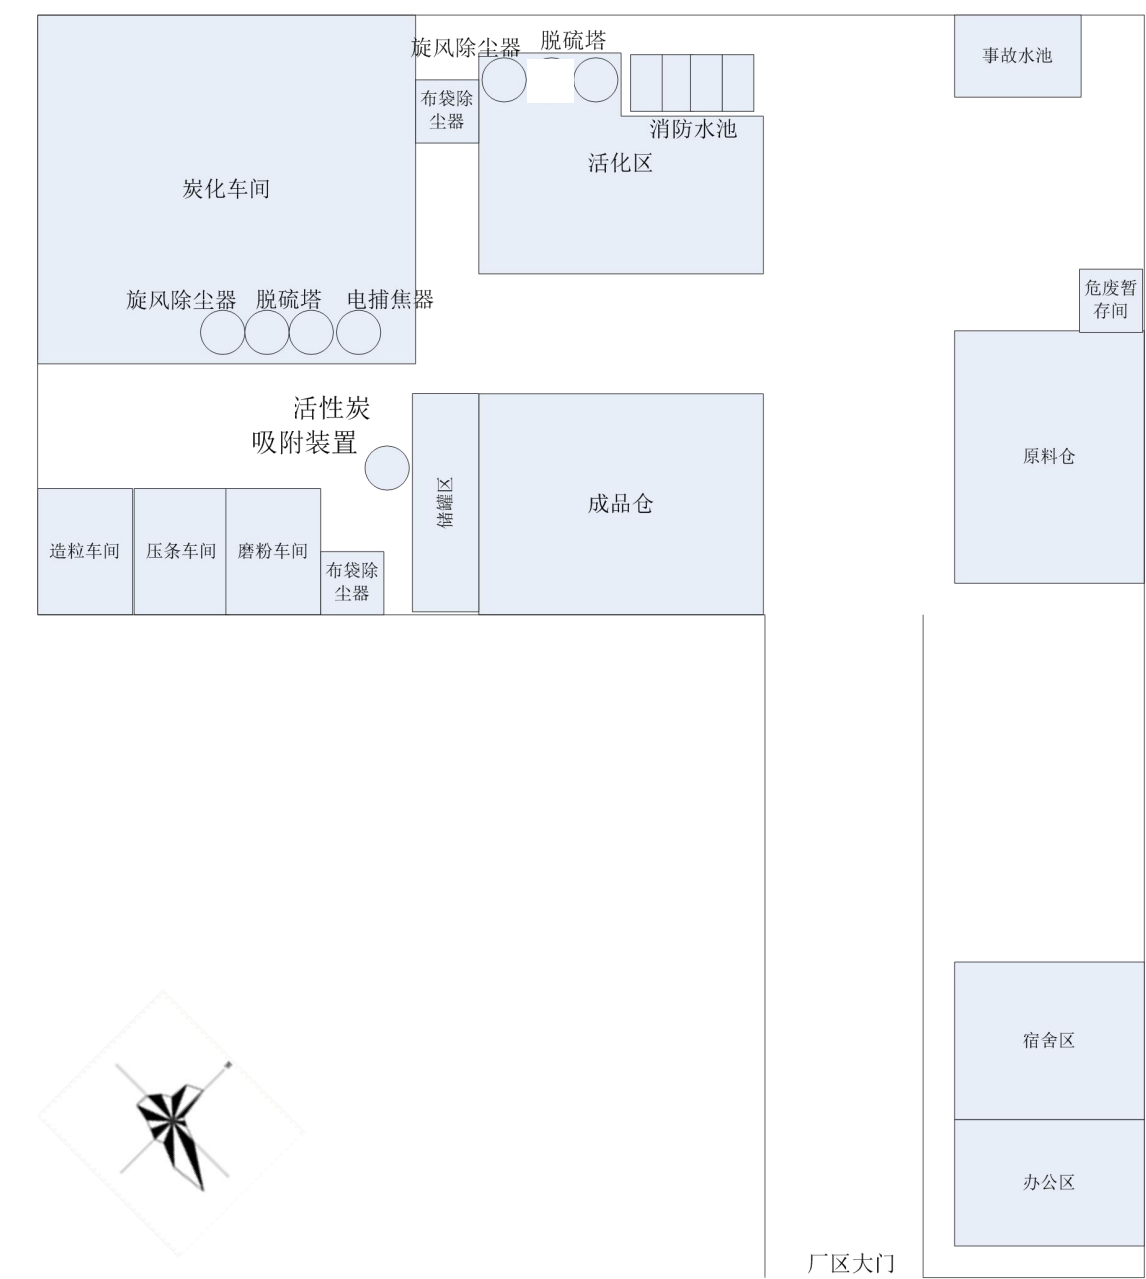 旋风除尘器
脱硫塔
事故水池
布袋除
尘器
消防水池
活化区
炭化车间
旋风除尘器
脱硫塔
电捕焦器
危废暂
存间
活性炭
吸附装置
原料仓
储罐区
成品仓
造粒车间
压条车间
磨粉车间
布袋除
尘器
宿舍区
办公区
厂区大门